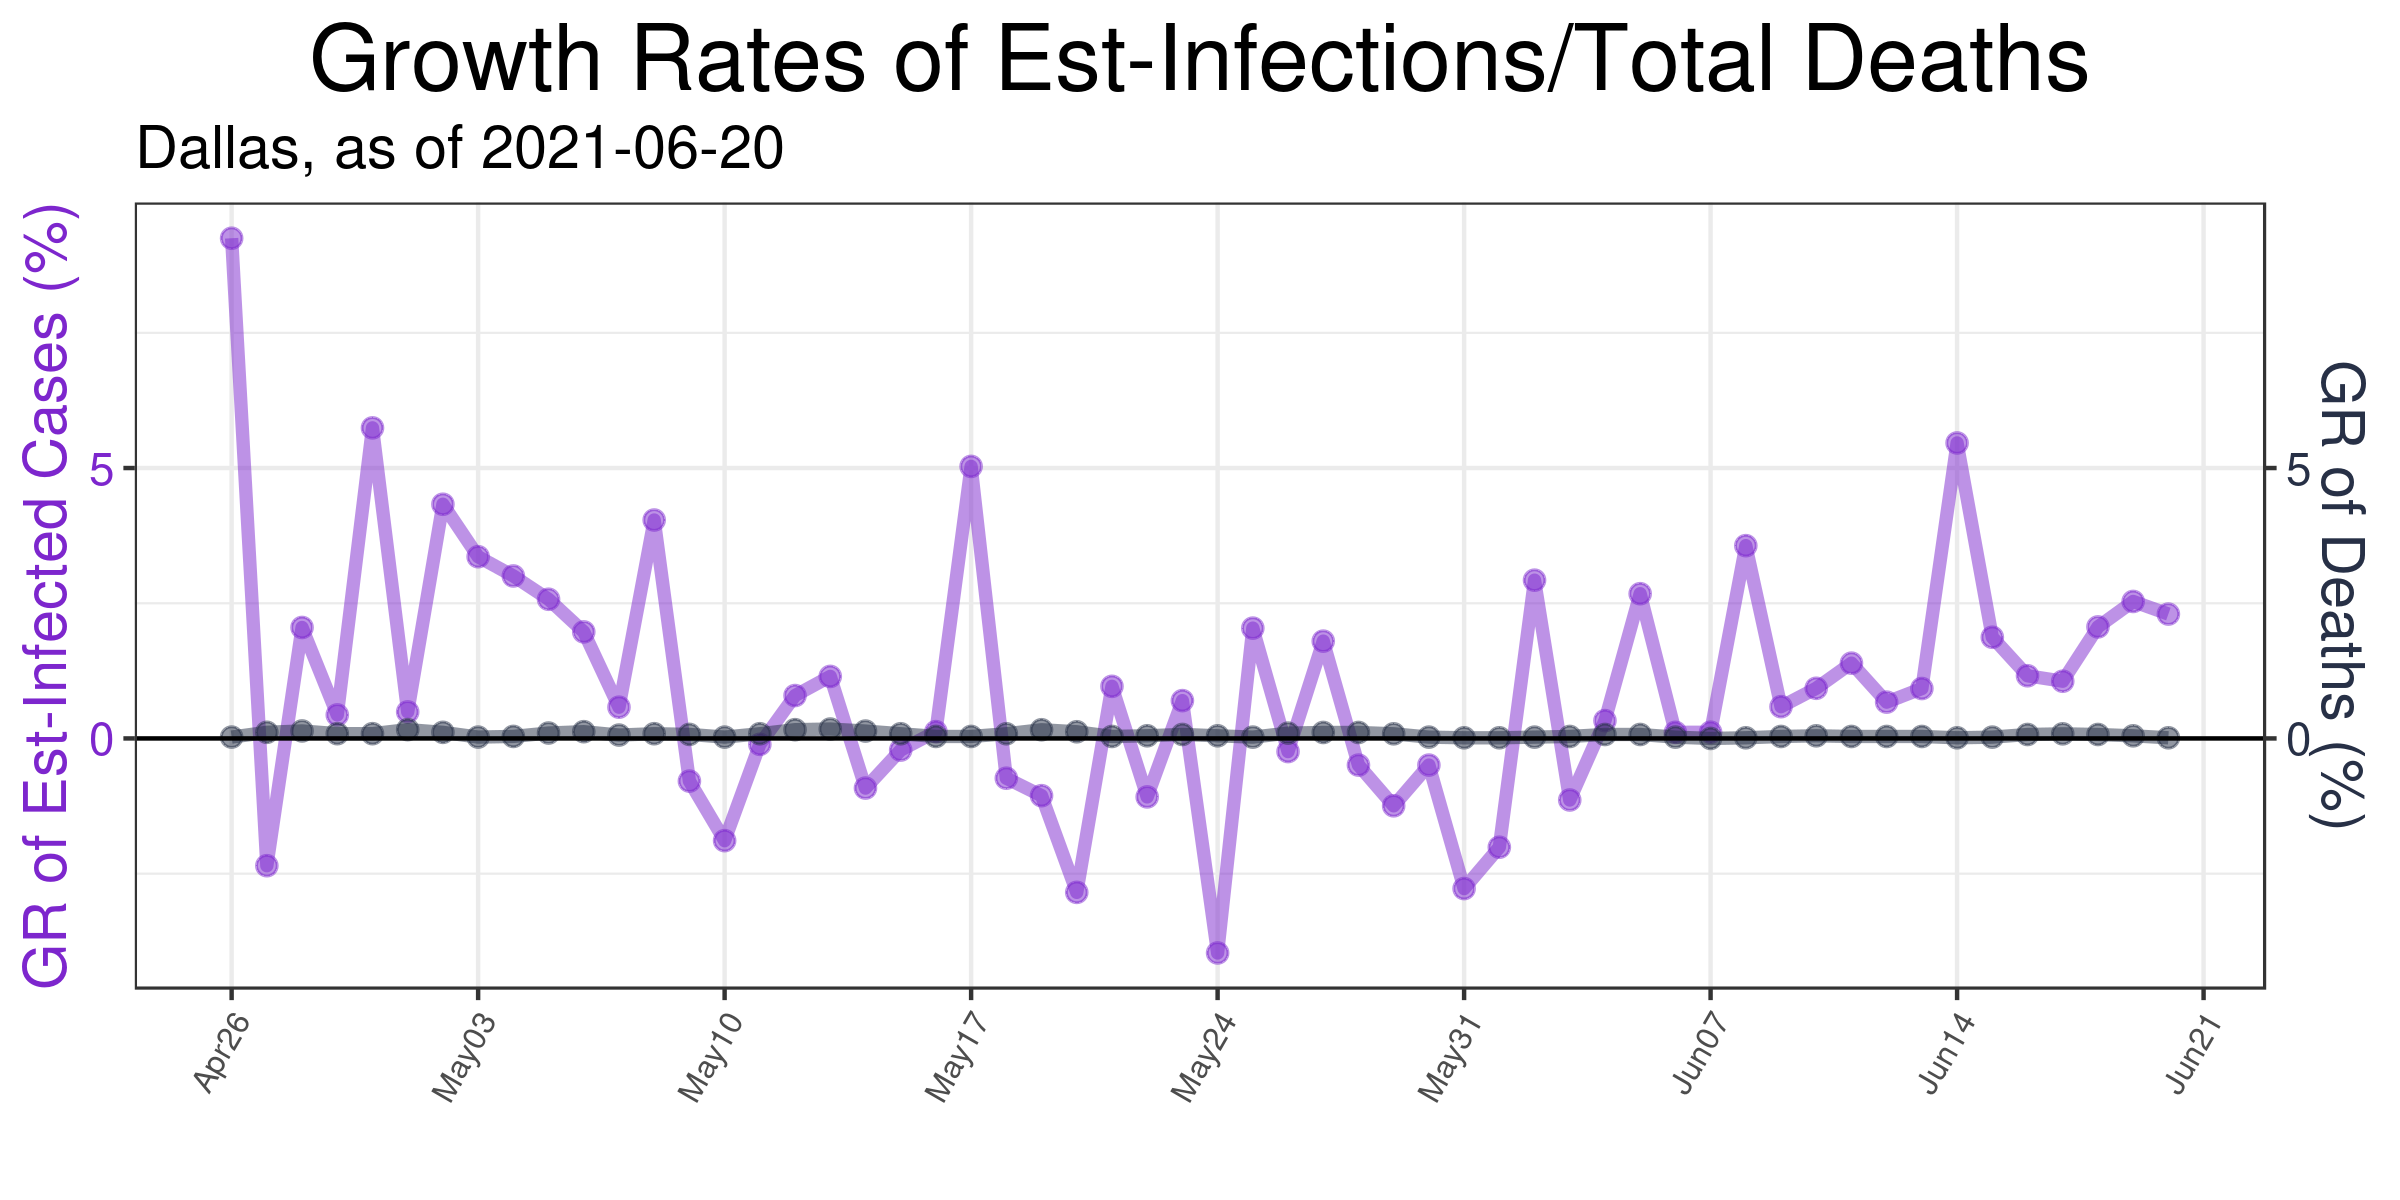 Growth Rates of Est-Infections/Total Deaths
Dallas, as of 2021-06-20
GR of Est-Infected Cases (%)
5
0
5
0
GR of Deaths (%)
Apr26
May03
May10
May17
May24
May31
Jun07
Jun14
Jun21